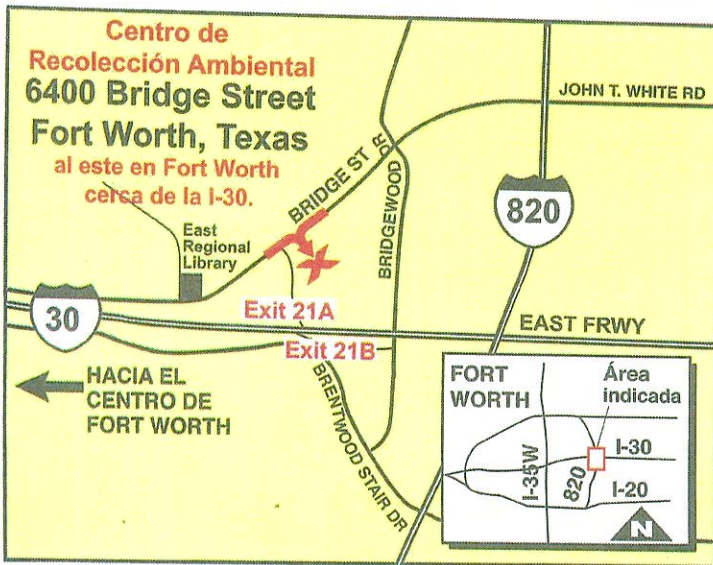 Centro de
Recolección Ambiental
6400 Bridge Street
Fort Worth, Texas
al este en Fort Worth
cerca de la I-30.
JOHN T. WHITE RD
BRIDGE ST
BRIDGEWOOD DR
820
East
Regional
Library
30
Exit 21A
EAST FRWY
Exit 21B
HACIA EL
CENTRO DE
FORT WORTH
BRENTWOOD STAIR DR
FORT
WORTH
Área
indicada
I-35W
820
I-30
I-20
N